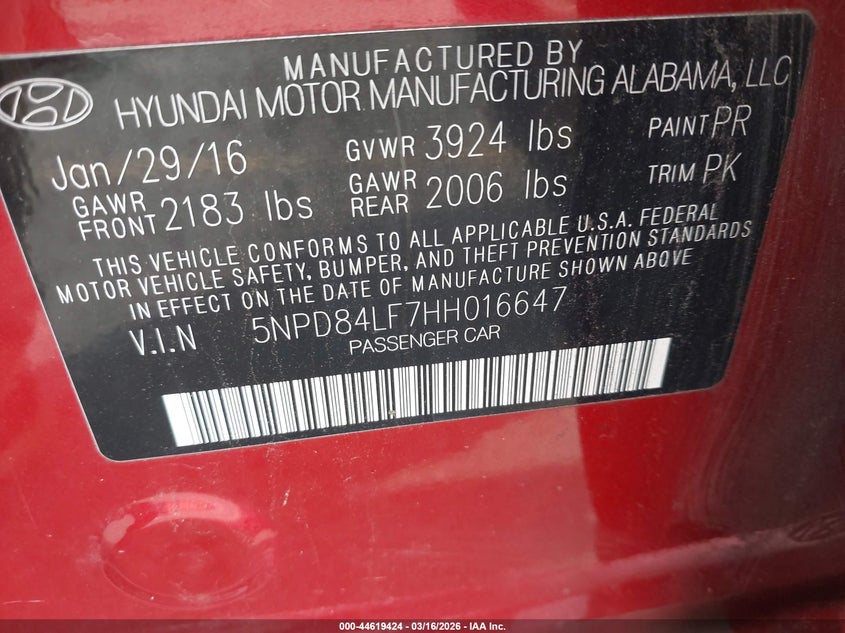 MANUFACTURED BY
HYUNDAI MOTOR MANUFACTURING ALABAMA, LLC
Jan/29/16 GVWR 3924 lbs PAINT PR
GAWR FRONT 2183 lbs GAWR REAR 2006 lbs TRIM PK
THIS VEHICLE CONFORMS TO ALL APPLICABLE U.S.A. FEDERAL
MOTOR VEHICLE SAFETY, BUMPER, AND THEFT PREVENTION STANDARDS
IN EFFECT ON THE DATE OF MANUFACTURE SHOWN ABOVE
V.I.N 5NPD84LF7HH016647
PASSENGER CAR
000-44619424 - 03/16/2026 - IAA Inc.